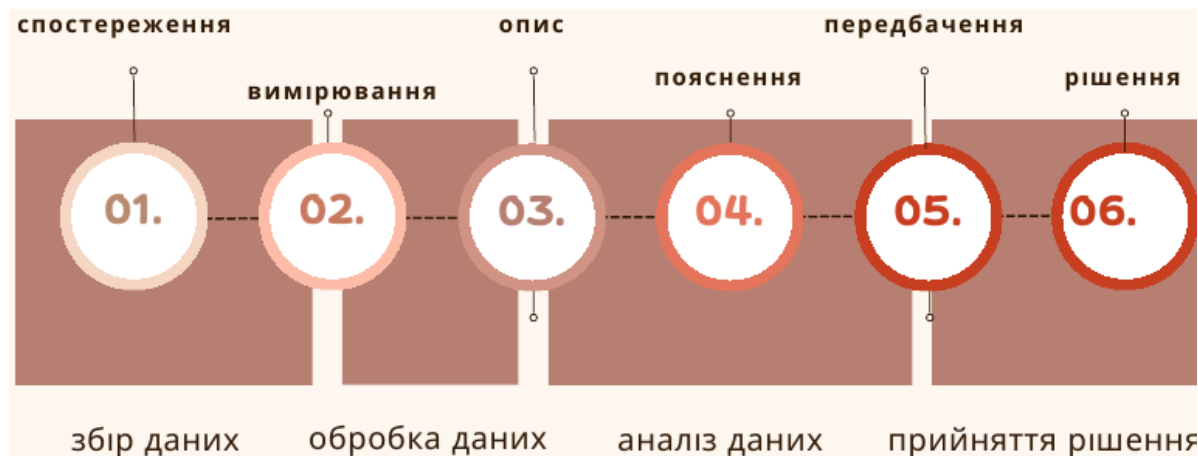 спостереження
опис
передбачення
вимірювання
пояснення
рішення
01.
02.
03.
04.
05.
06.
збір даних
обробка даних
аналіз даних
прийняття рішення